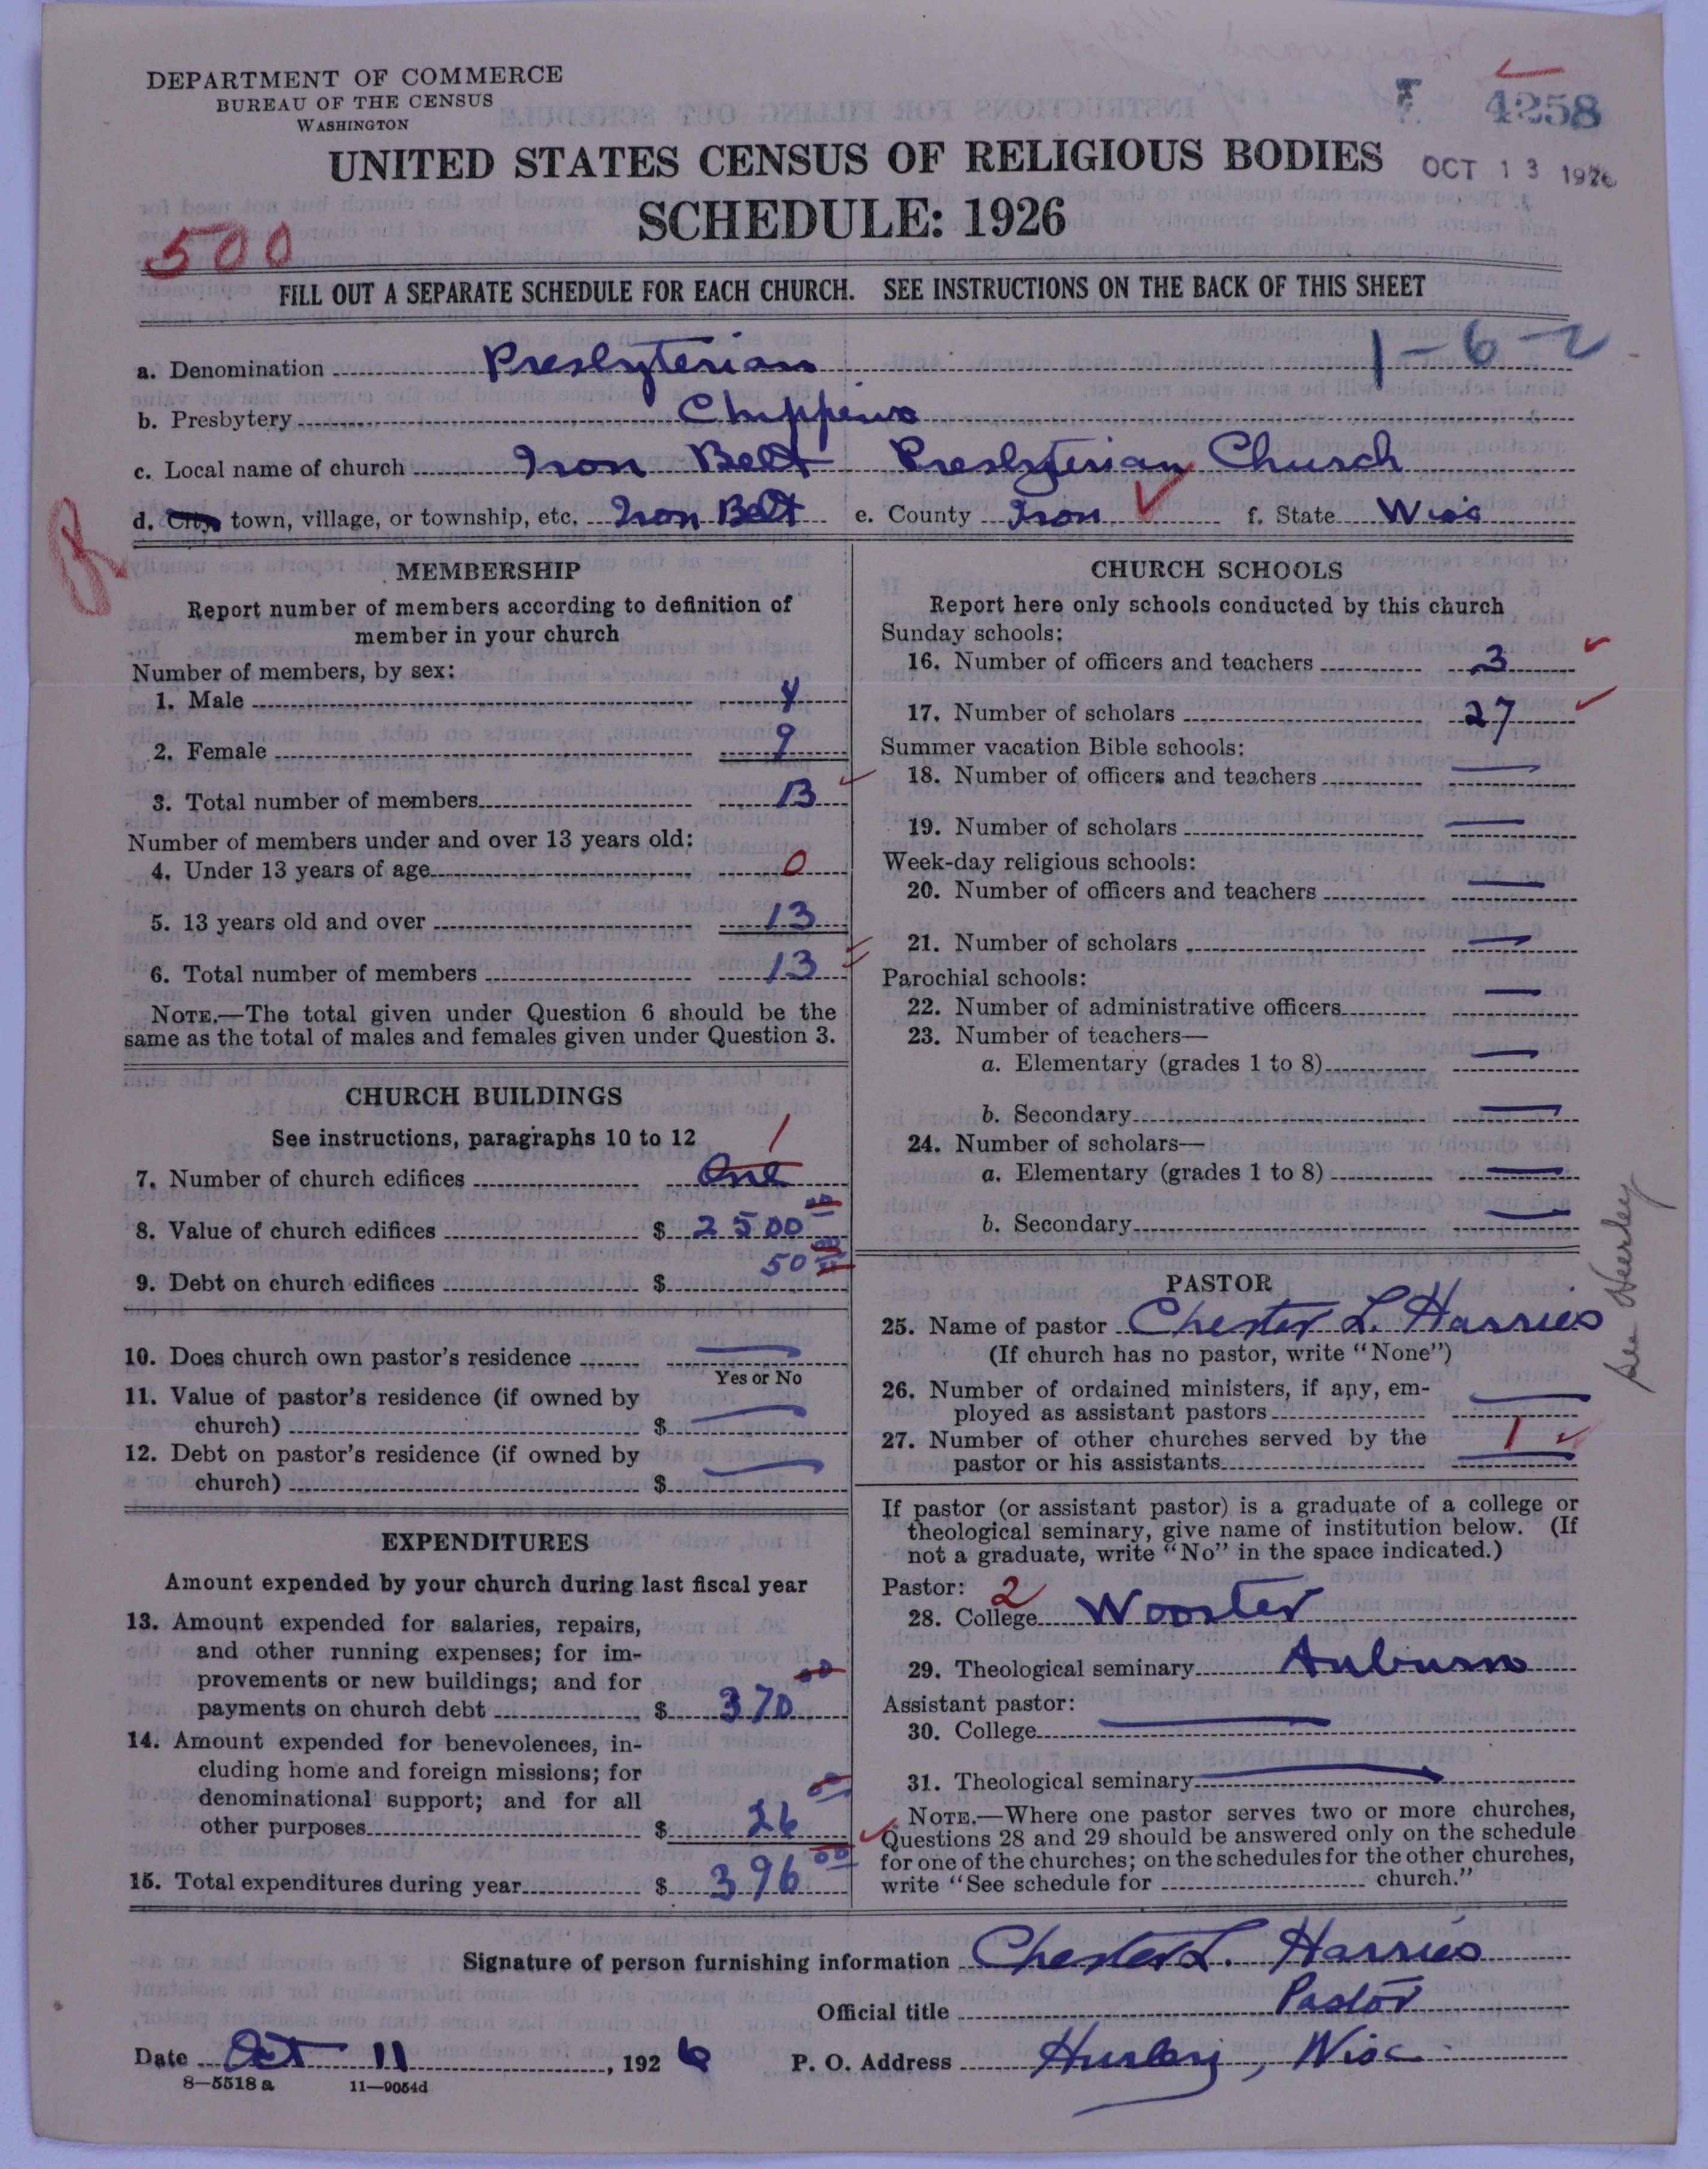 DEPARTMENT OF COMMERCE
BUREAU OF THE CENSUS
WASHINGTON
4258
UNITED STATES CENSUS OF RELIGIOUS BODIES
OCT 13 1926
SCHEDULE: 1926
500
FILL OUT A SEPARATE SCHEDULE FOR EACH CHURCH. SEE INSTRUCTIONS ON THE BACK OF THIS SHEET
1-6-2
a. Denomination Presbyterian
b. Presbytery Chippewa
c. Local name of church Iron Belt Presbyterian Church
d. City, town, village, or township, etc. Iron Belt e. County Iron f. State Wisc
MEMBERSHIP
Report number of members according to definition of
member in your church
Number of members, by sex:
1. Male 4
2. Female 9
3. Total number of members 13
Number of members under and over 13 years old:
4. Under 13 years of age 0
5. 13 years old and over 13
6. Total number of members 13
NOTE.—The total given under Question 6 should be the
same as the total of males and females given under Question 3.
CHURCH BUILDINGS
See instructions, paragraphs 10 to 12
1
7. Number of church edifices One
8. Value of church edifices $ 2500 00
9. Debt on church edifices $ 50 00
10. Does church own pastor's residence —
Yes or No
11. Value of pastor's residence (if owned by
church) $ —
12. Debt on pastor's residence (if owned by
church) $ —
EXPENDITURES
Amount expended by your church during last fiscal year
13. Amount expended for salaries, repairs,
and other running expenses; for im-
provements or new buildings; and for
payments on church debt $ 370 00
14. Amount expended for benevolences, in-
cluding home and foreign missions; for
denominational support; and for all
other purposes $ 26 00
15. Total expenditures during year $ 396 00
CHURCH SCHOOLS
Report here only schools conducted by this church
Sunday schools:
16. Number of officers and teachers 3
17. Number of scholars 27
Summer vacation Bible schools:
18. Number of officers and teachers —
19. Number of scholars —
Week-day religious schools:
20. Number of officers and teachers —
21. Number of scholars —
Parochial schools:
22. Number of administrative officers —
23. Number of teachers—
a. Elementary (grades 1 to 8) —
b. Secondary —
24. Number of scholars—
a. Elementary (grades 1 to 8) —
b. Secondary —
PASTOR
25. Name of pastor Chester L. Harries
(If church has no pastor, write "None")
26. Number of ordained ministers, if any, em-
ployed as assistant pastors —
27. Number of other churches served by the
pastor or his assistants 1
If pastor (or assistant pastor) is a graduate of a college or
theological seminary, give name of institution below. (If
not a graduate, write "No" in the space indicated.)
Pastor: 2
28. College Wooster
29. Theological seminary Auburn
Assistant pastor:
30. College —
31. Theological seminary —
NOTE.—Where one pastor serves two or more churches,
Questions 28 and 29 should be answered only on the schedule
for one of the churches; on the schedules for the other churches,
write "See schedule for church."
See Hurley
Signature of person furnishing information Chester L. Harries
Official title Pastor
Date Oct 11, 1926 P. O. Address Hurley, Wisc.
8—5518 a 11—9054d